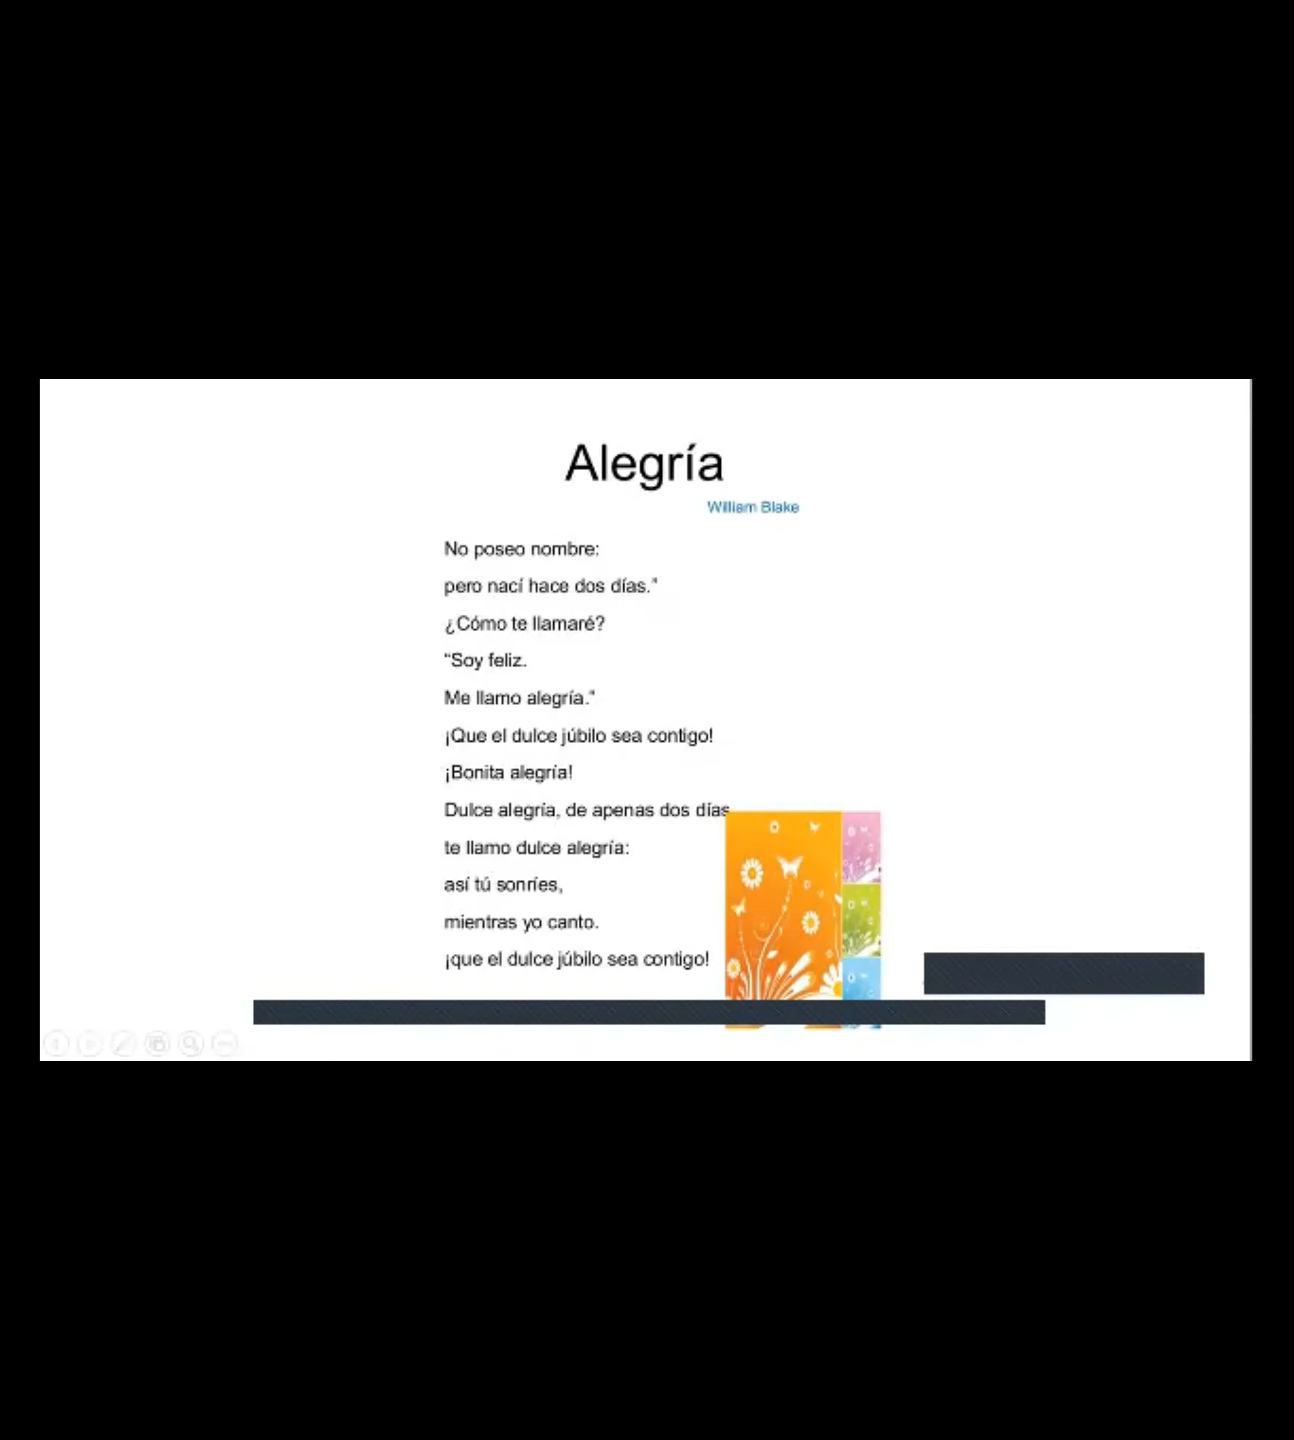 Alegría
William Blake
No poseo nombre:
pero nací hace dos días."
¿Cómo te llamaré?
"Soy feliz.
Me llamo alegría."
¡Que el dulce júbilo sea contigo!
¡Bonita alegría!
Dulce alegría, de apenas dos días,
te llamo dulce alegría:
así tú sonríes,
mientras yo canto.
¡que el dulce júbilo sea contigo!